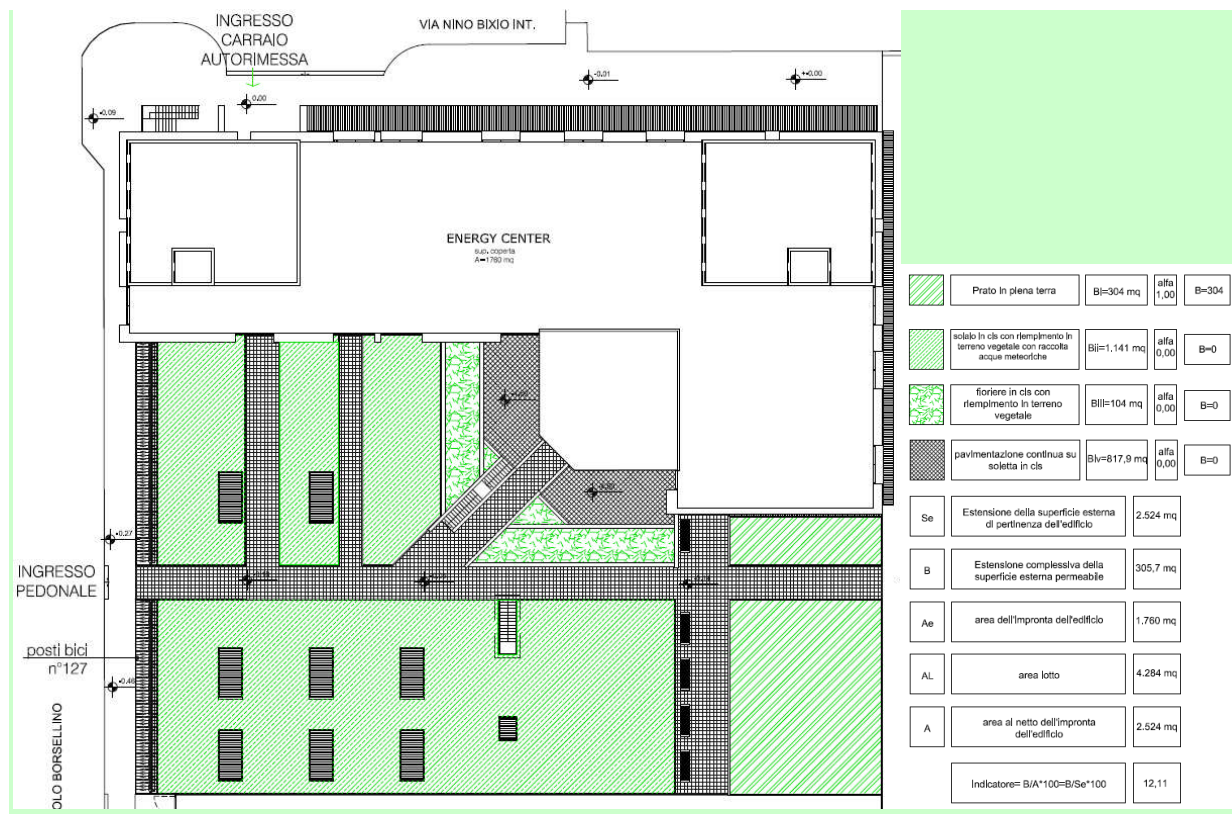 INGRESSO
CARRAIO
AUTORIMESSA
VIA NINO BIXIO INT.
-0.01
+-0.00
0.00
-0.09
ENERGY CENTER
sup. coperta
A=1760 mq
-0.27
INGRESSO
PEDONALE
posti bici
n°127
-0.46
OLO BORSELLINO
Prato in piena terra
BI=304 mq
alfa
1,00
B=304
solaio in cls con riempimento in
terreno vegetale con raccolta
acque meteoriche
Bii=1,141 mq
alfa
0,00
B=0
fioriere in cls con
riempimento in terreno
vegetale
BIII=104 mq
alfa
0,00
B=0
pavimentazione continua su
soletta in cls
BIv=817,9 mq
alfa
0,00
B=0
Se
Estensione della superficie esterna
di pertinenza dell'edificio
2.524 mq
B
Estensione complessiva della
superficie esterna permeabile
305,7 mq
Ae
area dell'impronta dell'edificio
1.760 mq
AL
area lotto
4.284 mq
A
area al netto dell'impronta
dell'edificio
2.524 mq
Indicatore= B/A*100=B/Se*100
12,11